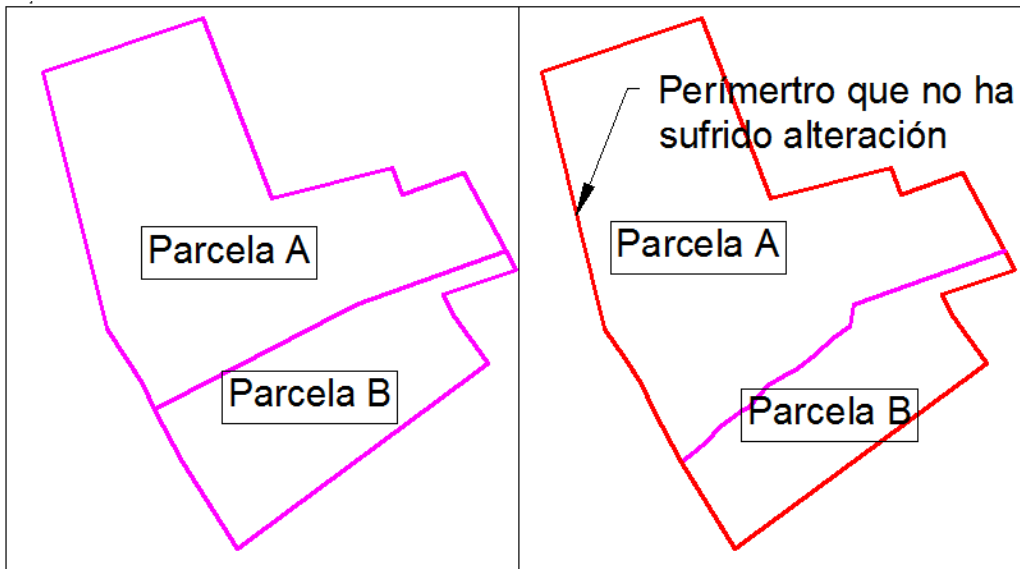 Parcela A
Parcela B
Perímertro que no ha
sufrido alteración
Parcela A
Parcela B